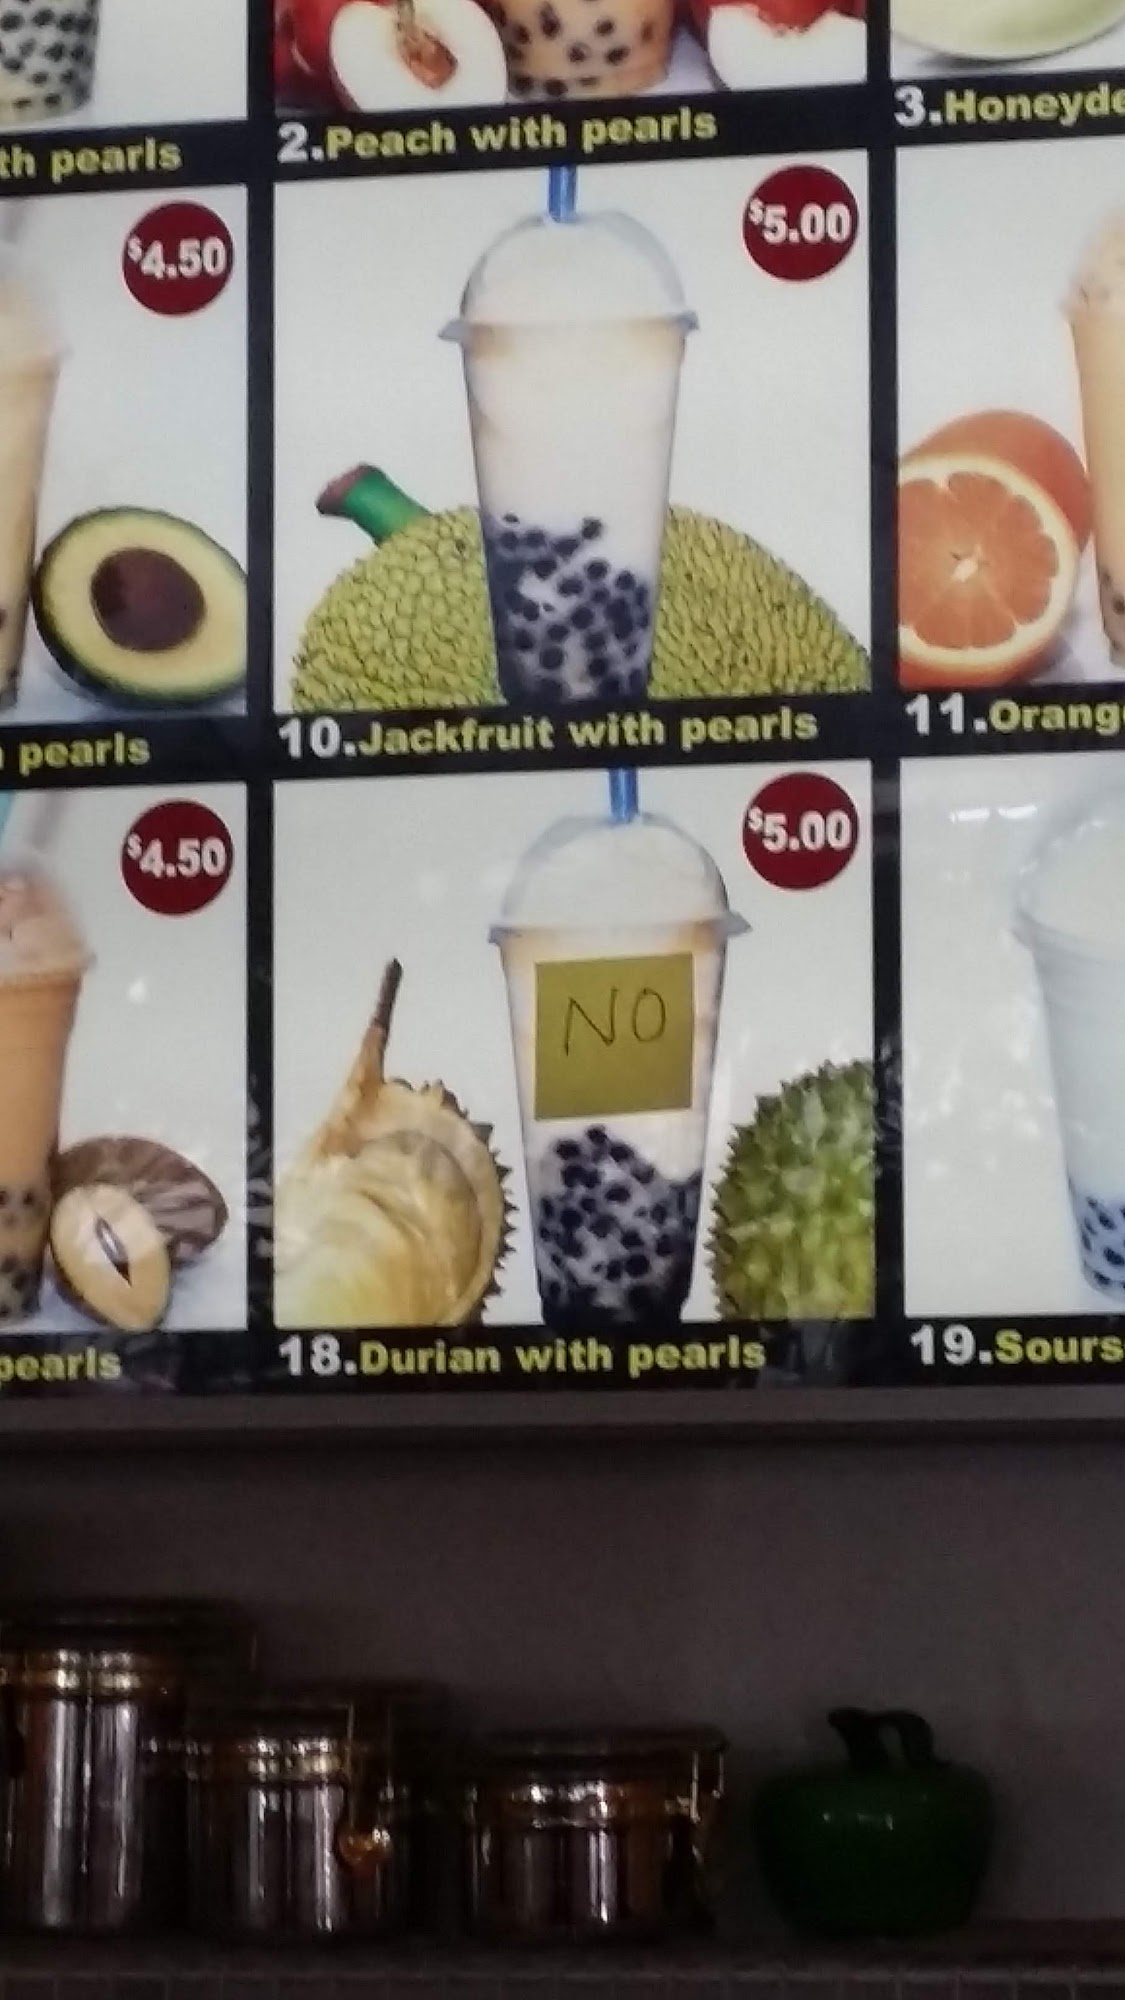 th pearls
2.Peach with pearls
3.Honeyde
$4.50
$5.00
pearls
10.Jackfruit with pearls
11.Orang
$4.50
$5.00
NO
pearls
18.Durian with pearls
19.Sours